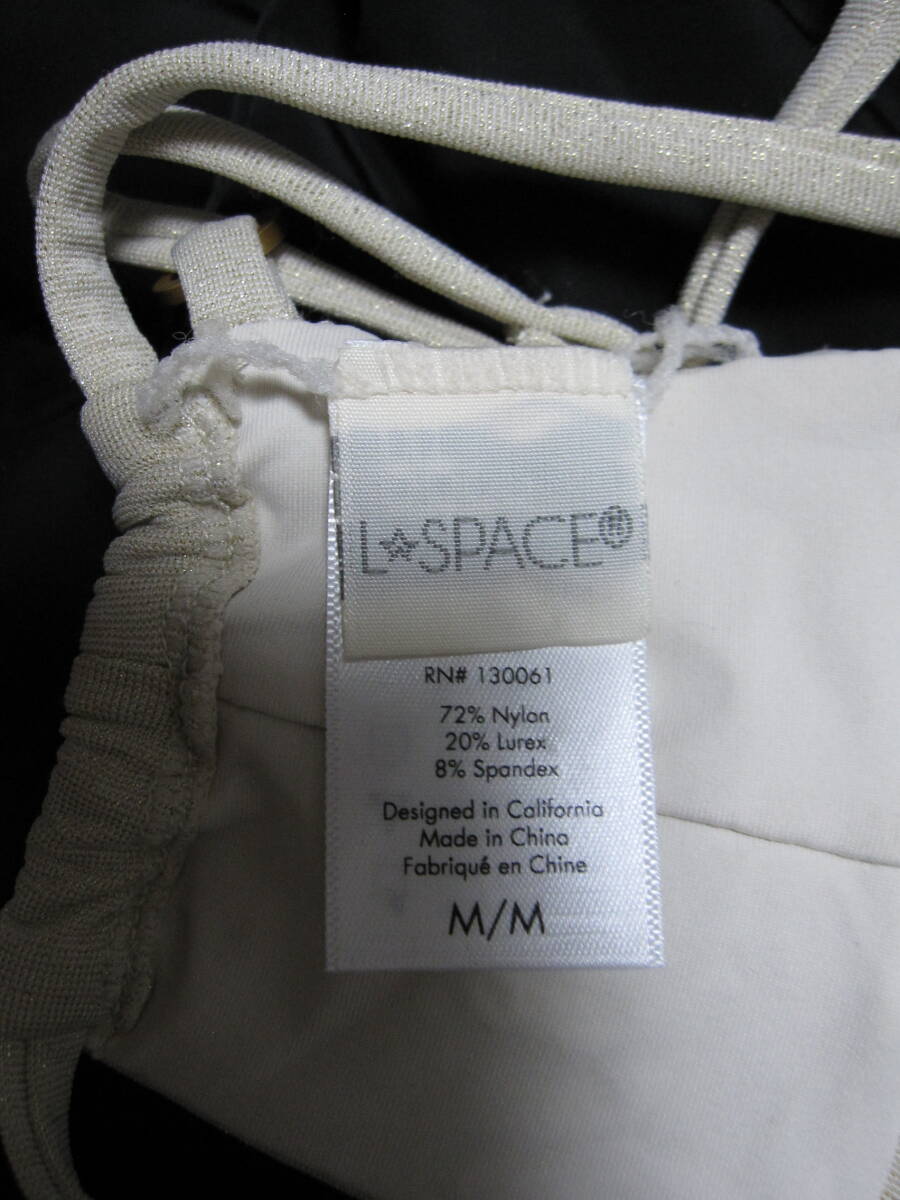 L☆SPACE®
RN# 130061
72% Nylon
20% Lurex
8% Spandex
Designed in California
Made in China
Fabriqué en Chine
M/M